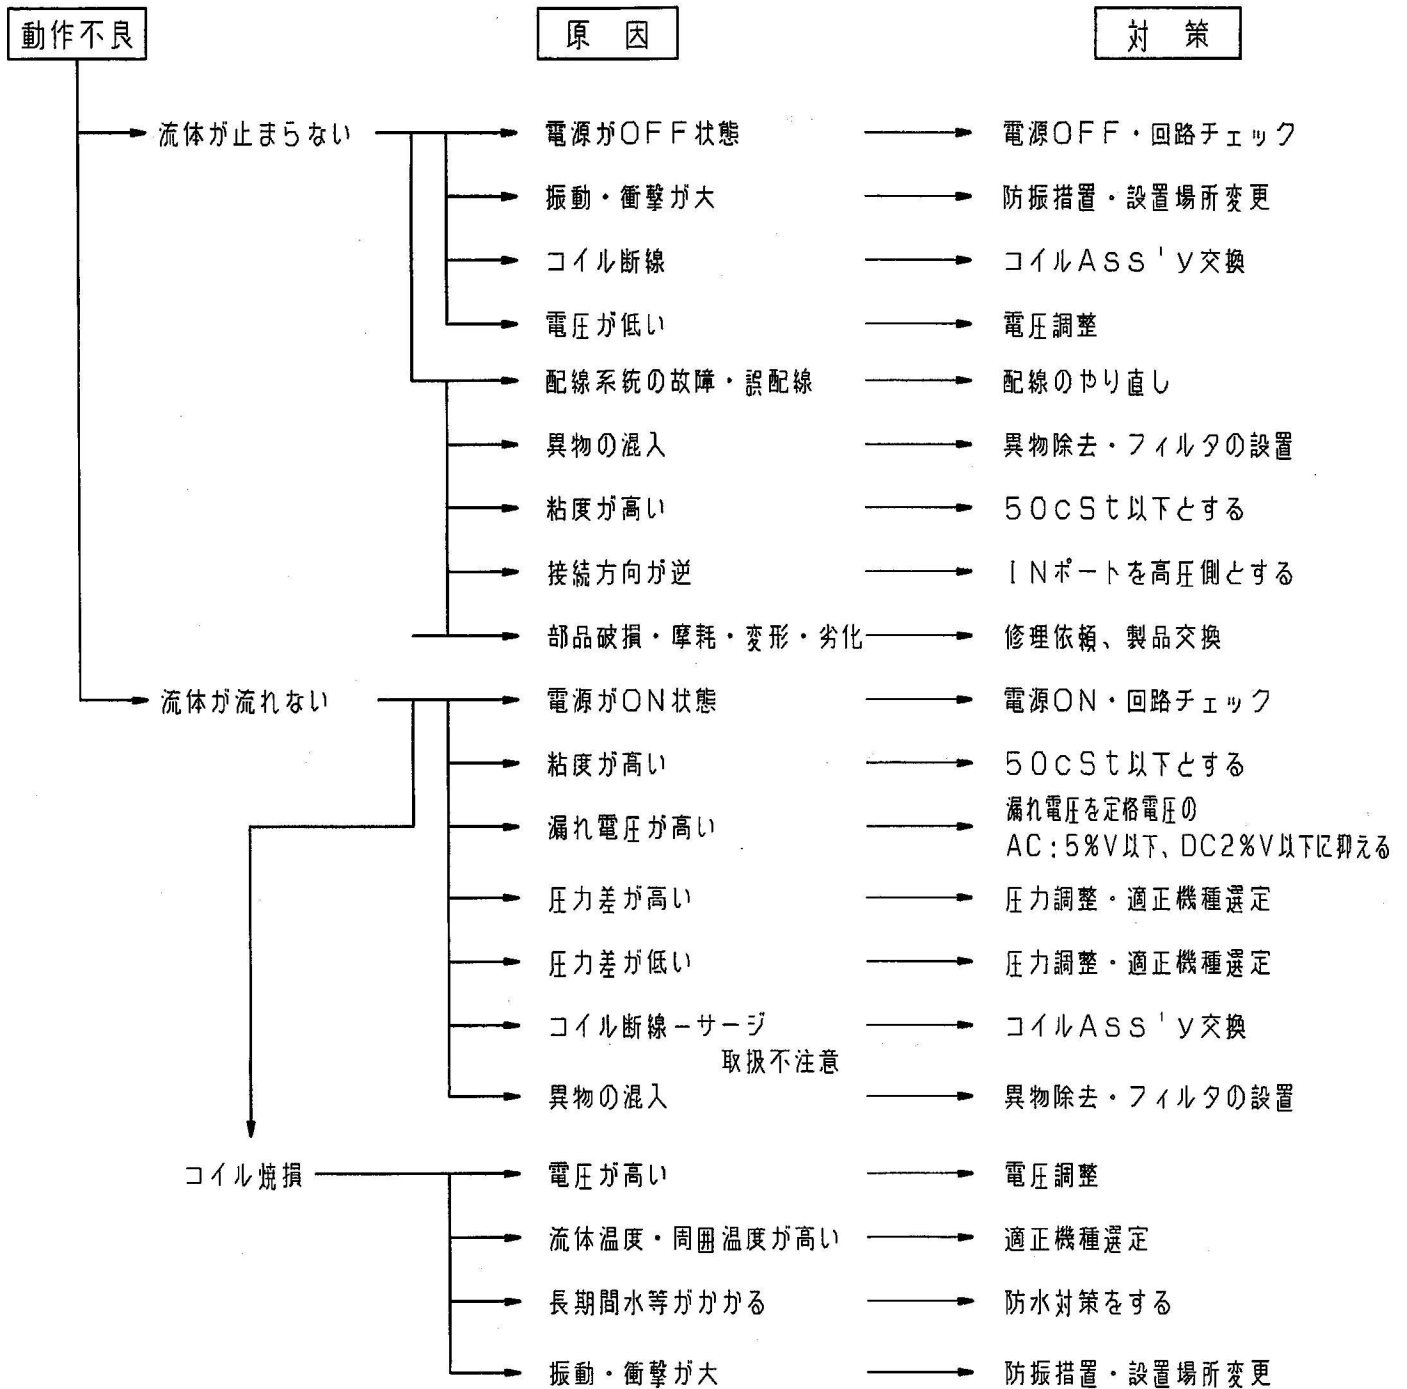 動作不良 原因 対策
流体が止まらない 電源がOFF状態 電源OFF・回路チェック
振動・衝撃が大 防振措置・設置場所変更
コイル断線 コイルAss'y交換
電圧が低い 電圧調整
配線系統の故障・誤配線 配線のやり直し
異物の混入 異物除去・フィルタの設置
粘度が高い 50cSt以下とする
接続方向が逆 INポートを高圧側とする
部品破損・摩耗・変形・劣化 修理依頼、製品交換
流体が流れない 電源がON状態 電源ON・回路チェック
粘度が高い 50cSt以下とする
漏れ電圧が高い 漏れ電圧を定格電圧の
AC:5%V以下、DC2%V以下に抑える
圧力差が高い 圧力調整・適正機種選定
圧力差が低い 圧力調整・適正機種選定
コイル断線－サージ コイルAss'y交換
取扱不注意
異物の混入 異物除去・フィルタの設置
コイル焼損 電圧が高い 電圧調整
流体温度・周囲温度が高い 適正機種選定
長期間水等がかかる 防水対策をする
振動・衝撃が大 防振措置・設置場所変更